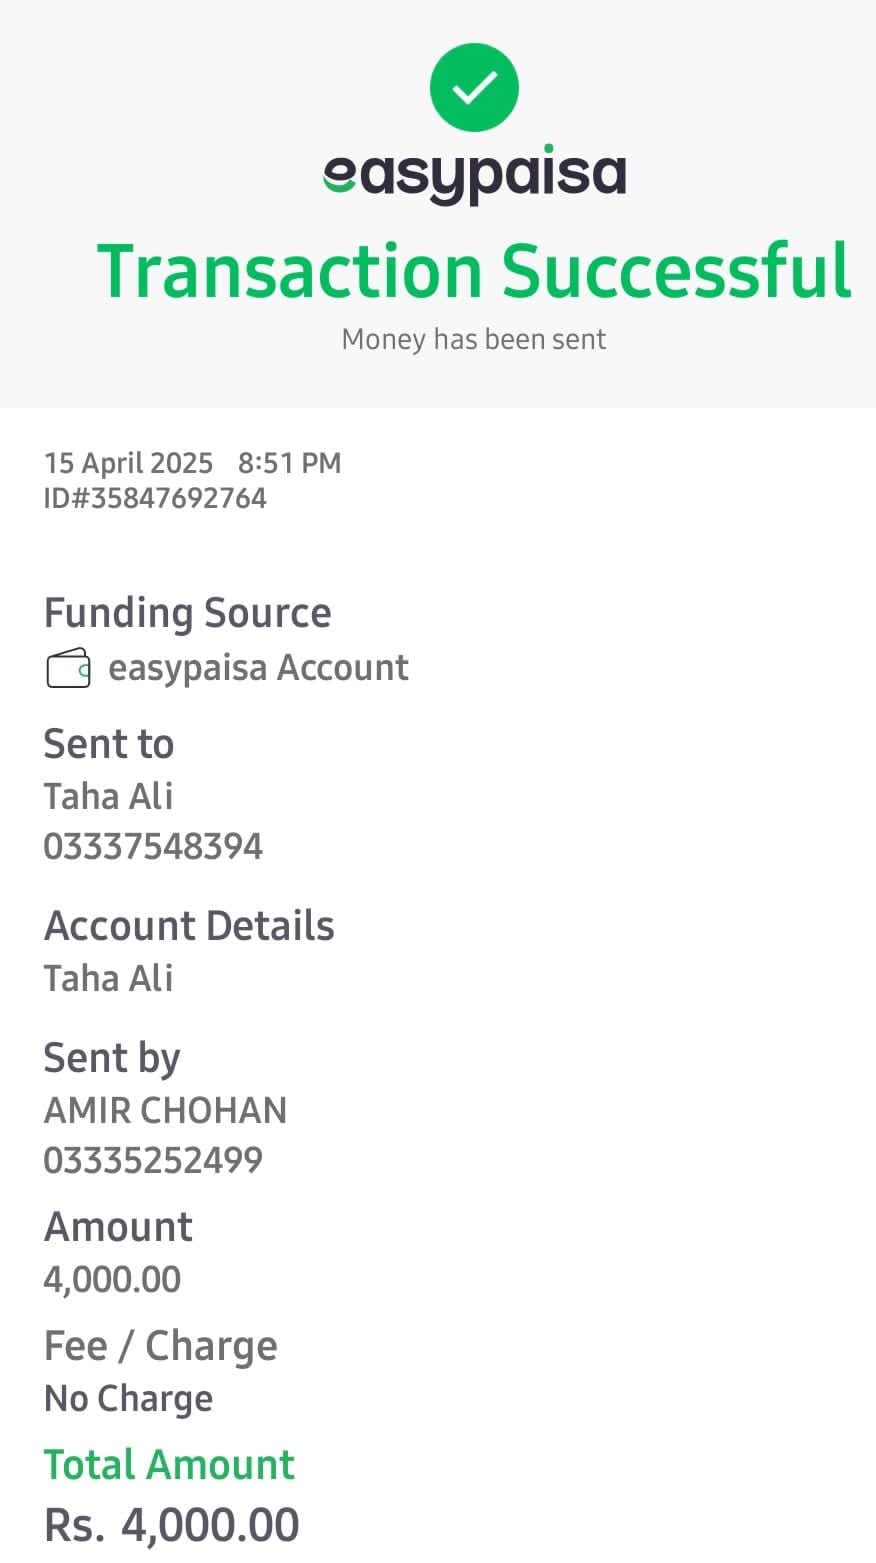 easypaisa
Transaction Successful
Money has been sent
15 April 2025 8:51 PM
ID#35847692764
Funding Source
easypaisa Account
Sent to
Taha Ali
03337548394
Account Details
Taha Ali
Sent by
AMIR CHOHAN
03335252499
Amount
4,000.00
Fee / Charge
No Charge
Total Amount
Rs. 4,000.00